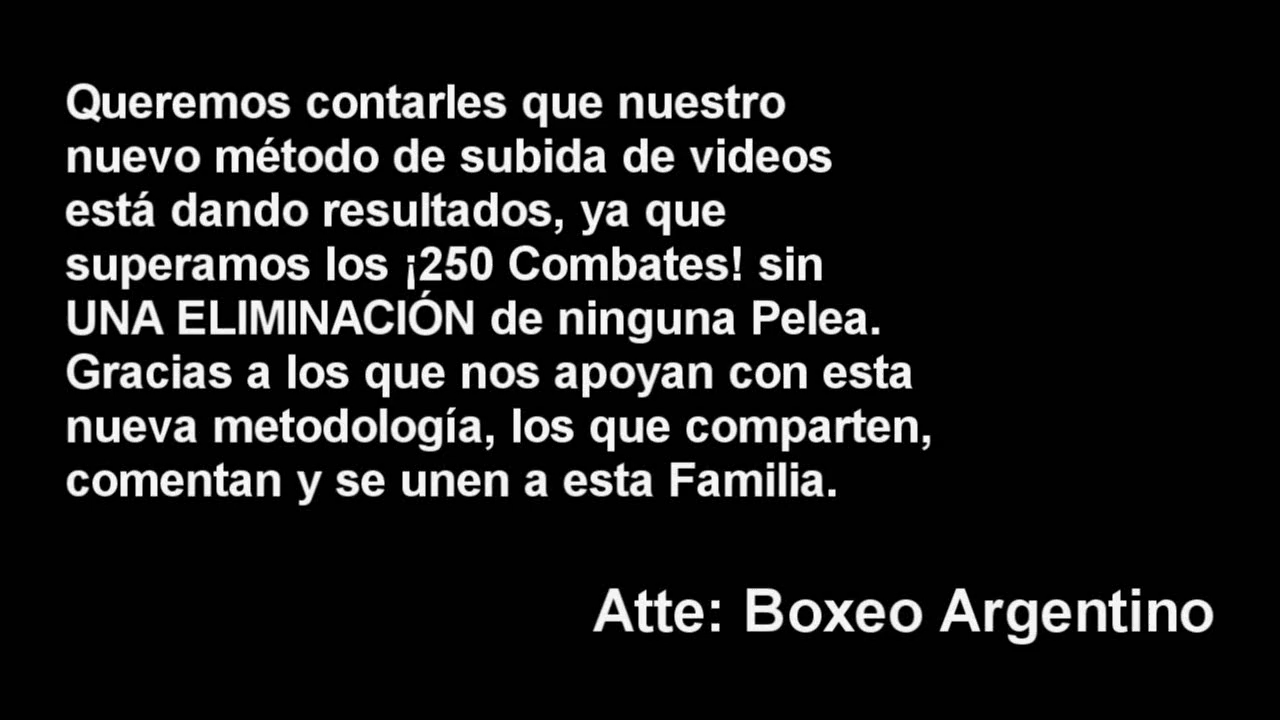 Queremos contarles que nuestro
nuevo método de subida de videos
está dando resultados, ya que
superamos los ¡250 Combates! sin
UNA ELIMINACIÓN de ninguna Pelea.
Gracias a los que nos apoyan con esta
nueva metodología, los que comparten,
comentan y se unen a esta Familia.
Atte: Boxeo Argentino